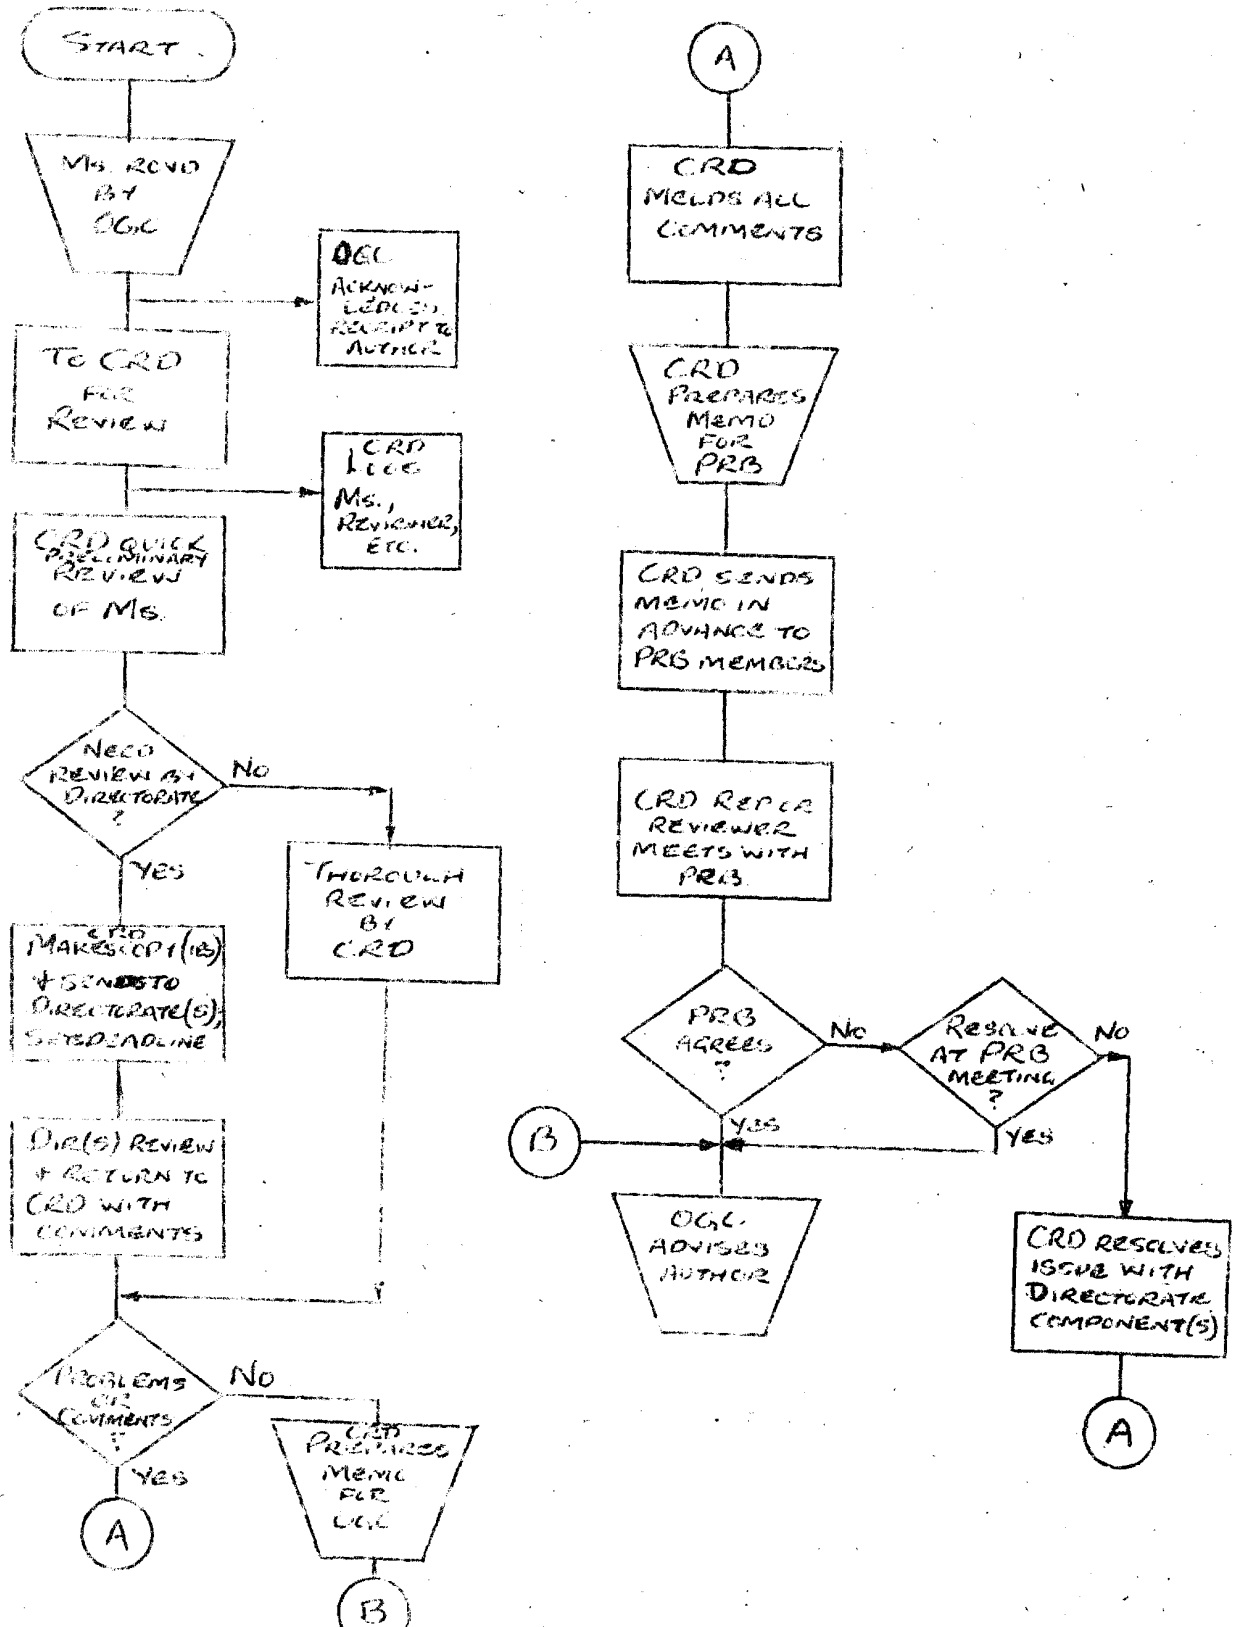 START
Ms. RCVD
BY
OGC
OGC
ACKNOW-
LEDGES
RECEIPT TO
AUTHOR
TO CRD
FOR
REVIEW
CRD
LOGS
Ms.,
REVIEWER,
ETC.
CRD QUICK
PRELIMINARY
REVIEW
OF Ms.
NEED
REVIEW BY
DIRECTORATE
?
NO
YES
THOROUGH
REVIEW
BY
CRD
CRD
MAKES COPY(IES)
+ SENDS TO
DIRECTORATE(S),
SETS DEADLINE
DIR(S) REVIEW
+ RETURN TO
CRD WITH
COMMENTS
PROBLEMS
OR
COMMENTS
?
NO
YES
A
CRD
PREPARES
MEMO
FOR
OGC
B
A
CRD
MELDS ALL
COMMENTS
CRD
PREPARES
MEMO
FOR
PRB
CRD SENDS
MEMO IN
ADVANCE TO
PRB MEMBERS
CRD REP OR
REVIEWER
MEETS WITH
PRB
PRB
AGREES
?
NO
YES
RESOLVE
AT PRB
MEETING
?
NO
YES
B
OGC
ADVISES
AUTHOR
CRD RESOLVES
ISSUE WITH
DIRECTORATE
COMPONENT(S)
A